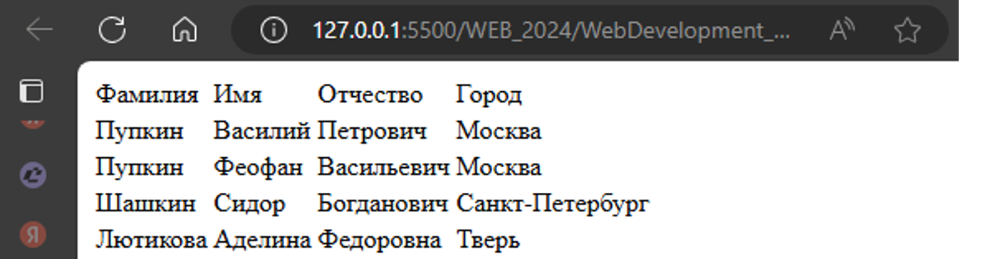 127.0.0.1:5500/WEB_2024/WebDevelopment_...
Фамилия Имя Отчество Город
Пупкин Василий Петрович Москва
Пупкин Феофан Васильевич Москва
Шашкин Сидор Богданович Санкт-Петербург
Лютикова Аделина Федоровна Тверь
Я